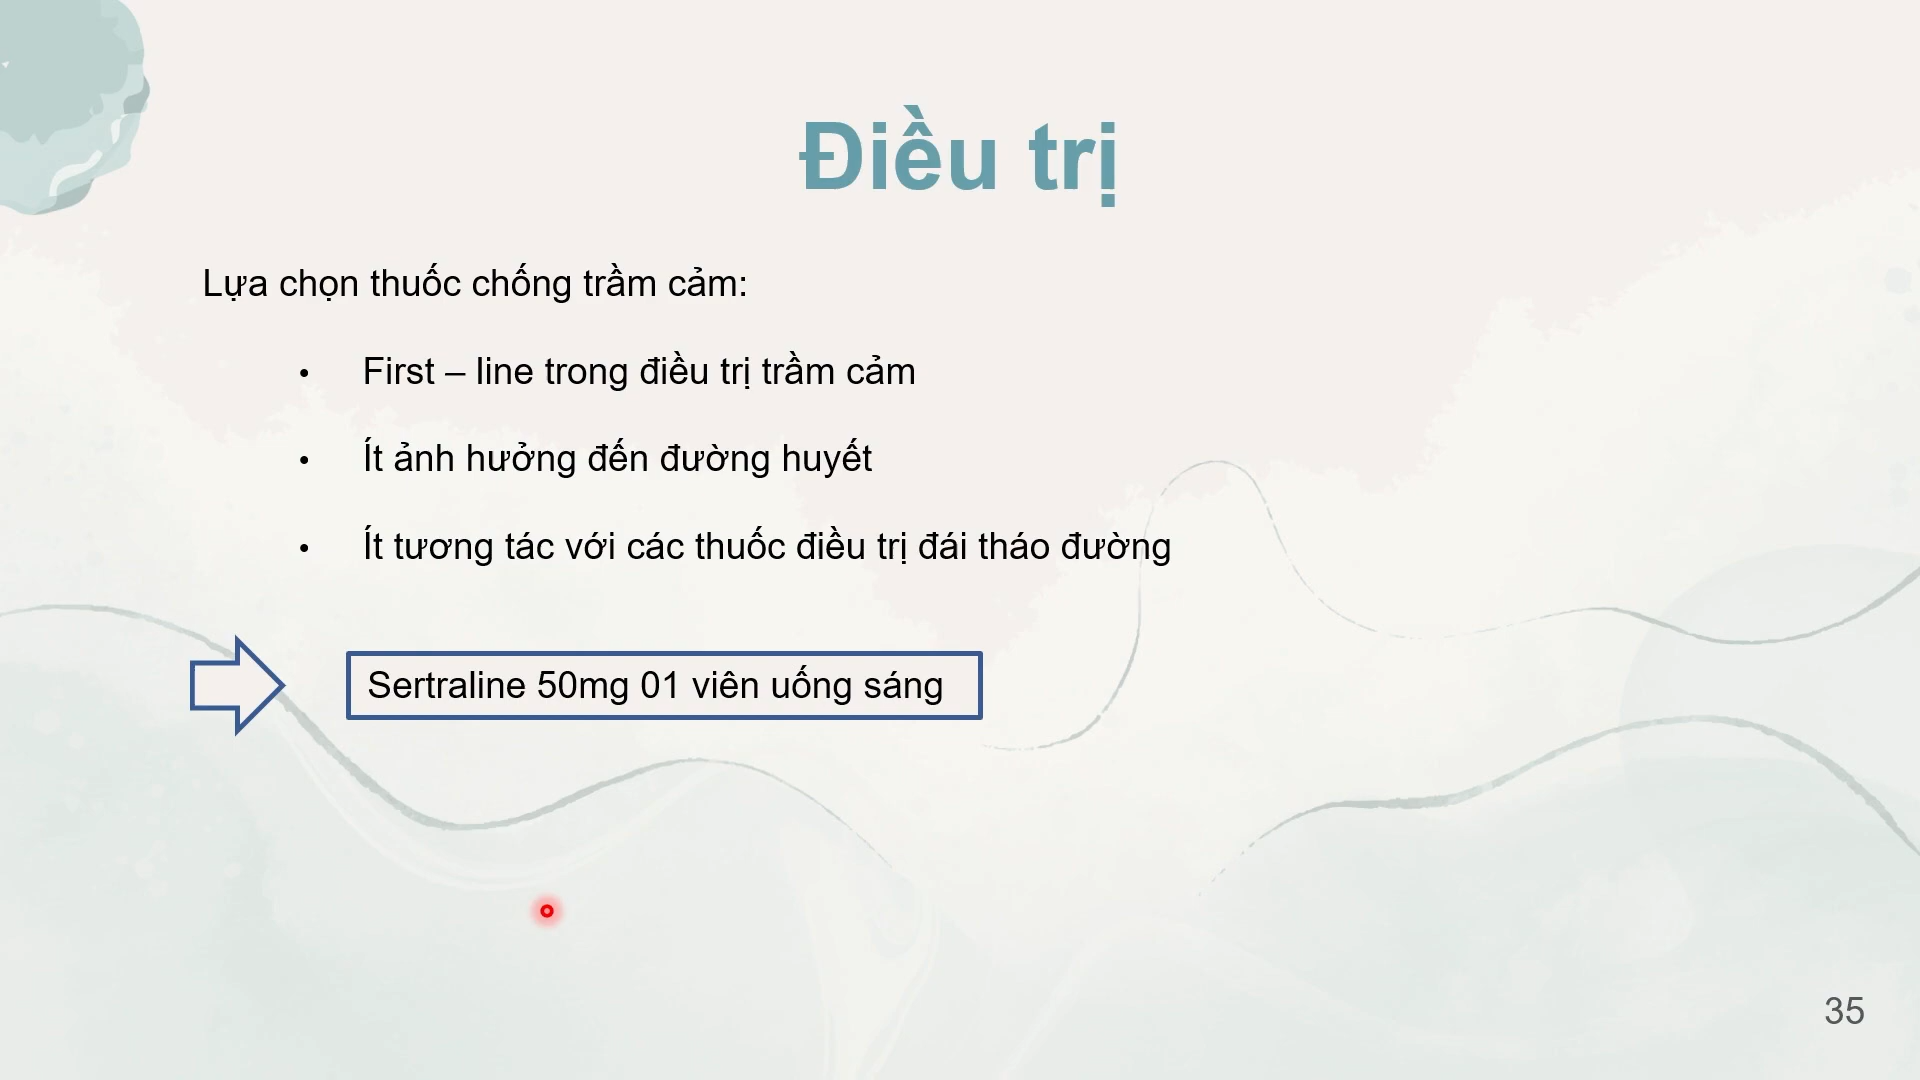 Điều trị
Lựa chọn thuốc chống trầm cảm:
• First – line trong điều trị trầm cảm
• Ít ảnh hưởng đến đường huyết
• Ít tương tác với các thuốc điều trị đái tháo đường
Sertraline 50mg 01 viên uống sáng
35